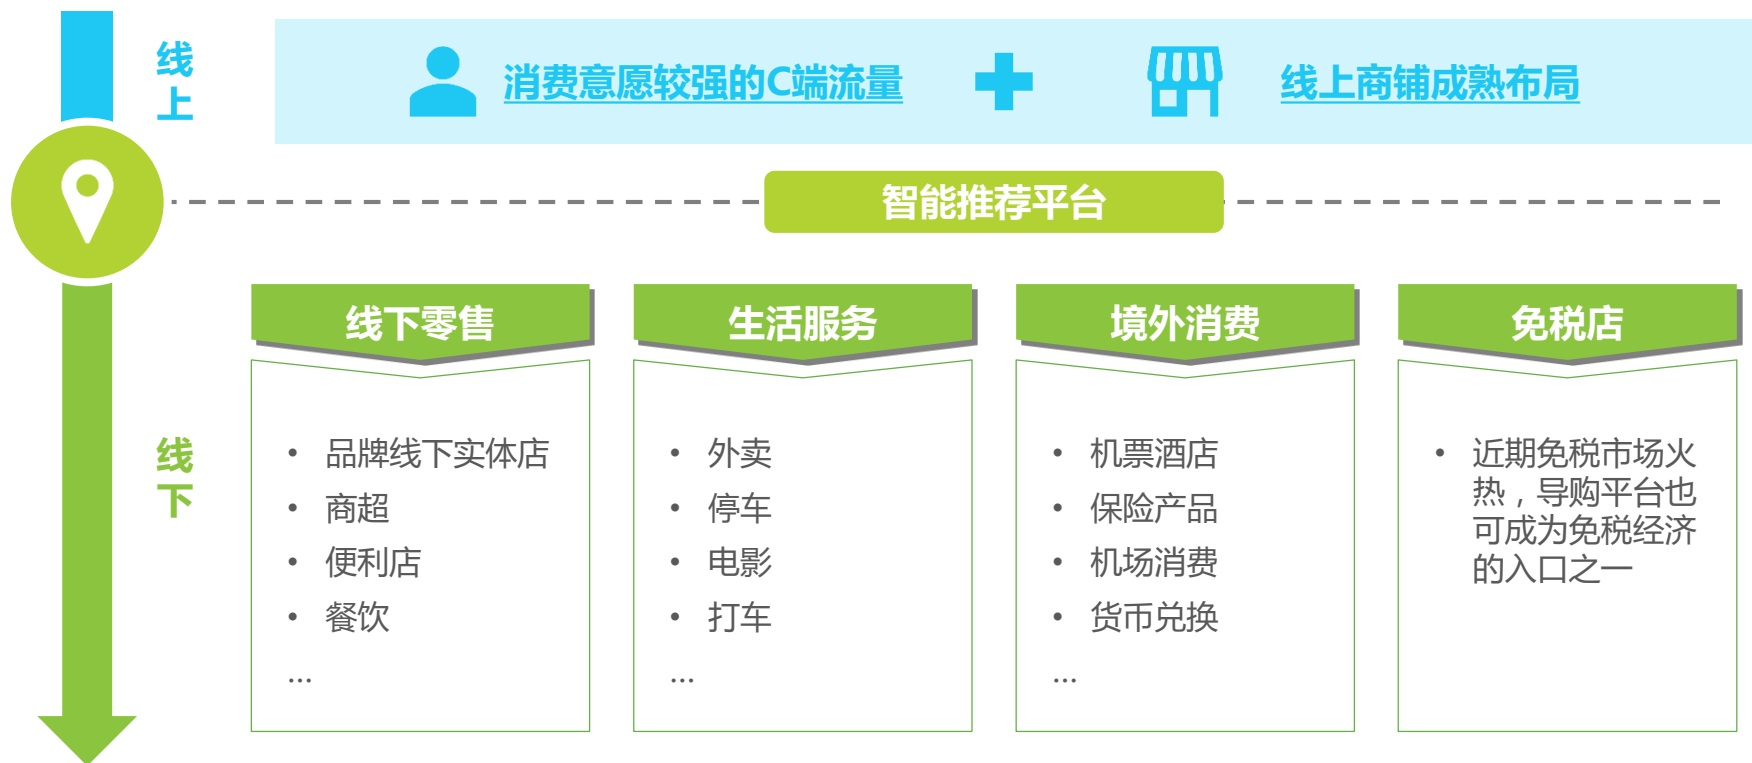 线上
消费意愿较强的C端流量
线上商铺成熟布局
智能推荐平台
线下
线下零售
• 品牌线下实体店
• 商超
• 便利店
• 餐饮
...
生活服务
• 外卖
• 停车
• 电影
• 打车
...
境外消费
• 机票酒店
• 保险产品
• 机场消费
• 货币兑换
...
免税店
• 近期免税市场火
热，导购平台也
可成为免税经济
的入口之一